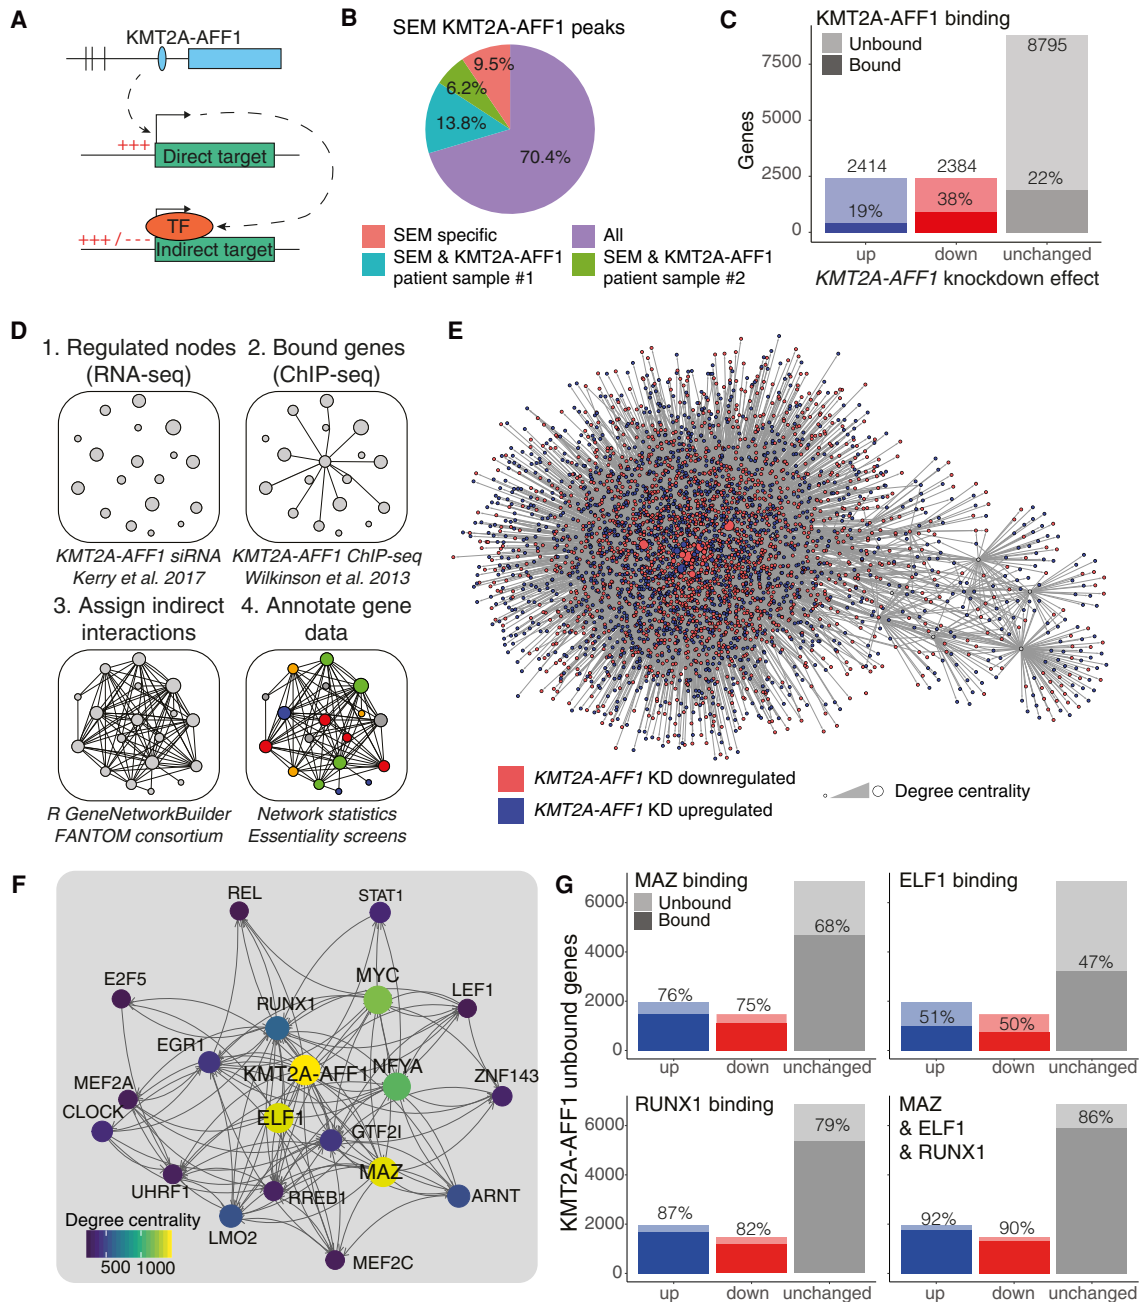 A
KMT2A-AFF1
+++
Direct target
TF
+++ / - - -
Indirect target
B
SEM KMT2A-AFF1 peaks
9.5%
6.2%
13.8%
70.4%
SEM specific
All
SEM & KMT2A-AFF1
patient sample #1
SEM & KMT2A-AFF1
patient sample #2
C
KMT2A-AFF1 binding
Unbound
Bound
8795
7500
5000
2500
0
Genes
2414
2384
19%
38%
22%
up
down
unchanged
KMT2A-AFF1 knockdown effect
D
1. Regulated nodes
(RNA-seq)
2. Bound genes
(ChIP-seq)
KMT2A-AFF1 siRNA
Kerry et al. 2017
KMT2A-AFF1 ChIP-seq
Wilkinson et al. 2013
3. Assign indirect
interactions
4. Annotate gene
data
R GeneNetworkBuilder
FANTOM consortium
Network statistics
Essentiality screens
E
KMT2A-AFF1 KD downregulated
KMT2A-AFF1 KD upregulated
Degree centrality
F
REL
STAT1
E2F5
MYC
LEF1
RUNX1
EGR1
KMT2A-AFF1
NFYA
ZNF143
MEF2A
CLOCK
ELF1
GTF2I
MAZ
UHRF1
RREB1
ARNT
LMO2
MEF2C
Degree centrality
500
1000
G
KMT2A-AFF1 unbound genes
MAZ binding
Unbound
Bound
6000
4000
2000
0
76%
75%
68%
up
down
unchanged
ELF1 binding
51%
50%
47%
up
down
unchanged
RUNX1 binding
6000
4000
2000
0
87%
82%
79%
up
down
unchanged
MAZ
& ELF1
& RUNX1
92%
90%
86%
up
down
unchanged